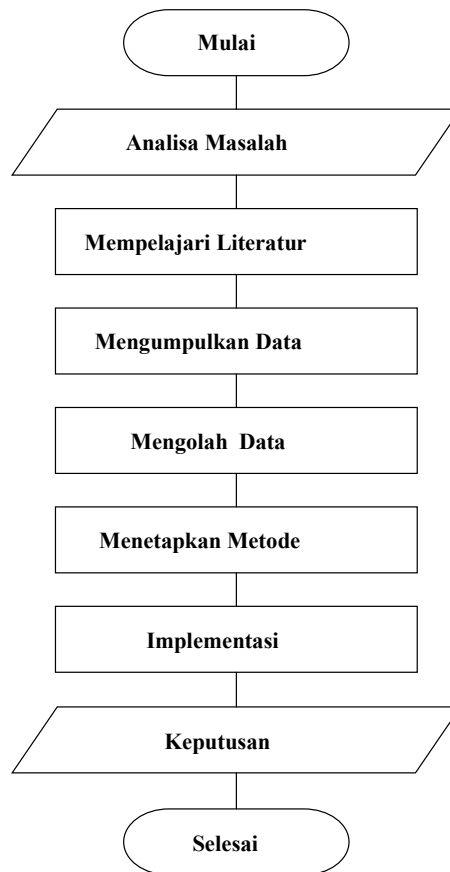 Mulai
Analisa Masalah
Mempelajari Literatur
Mengumpulkan Data
Mengolah  Data
Menetapkan Metode
Implementasi
Keputusan
Selesai